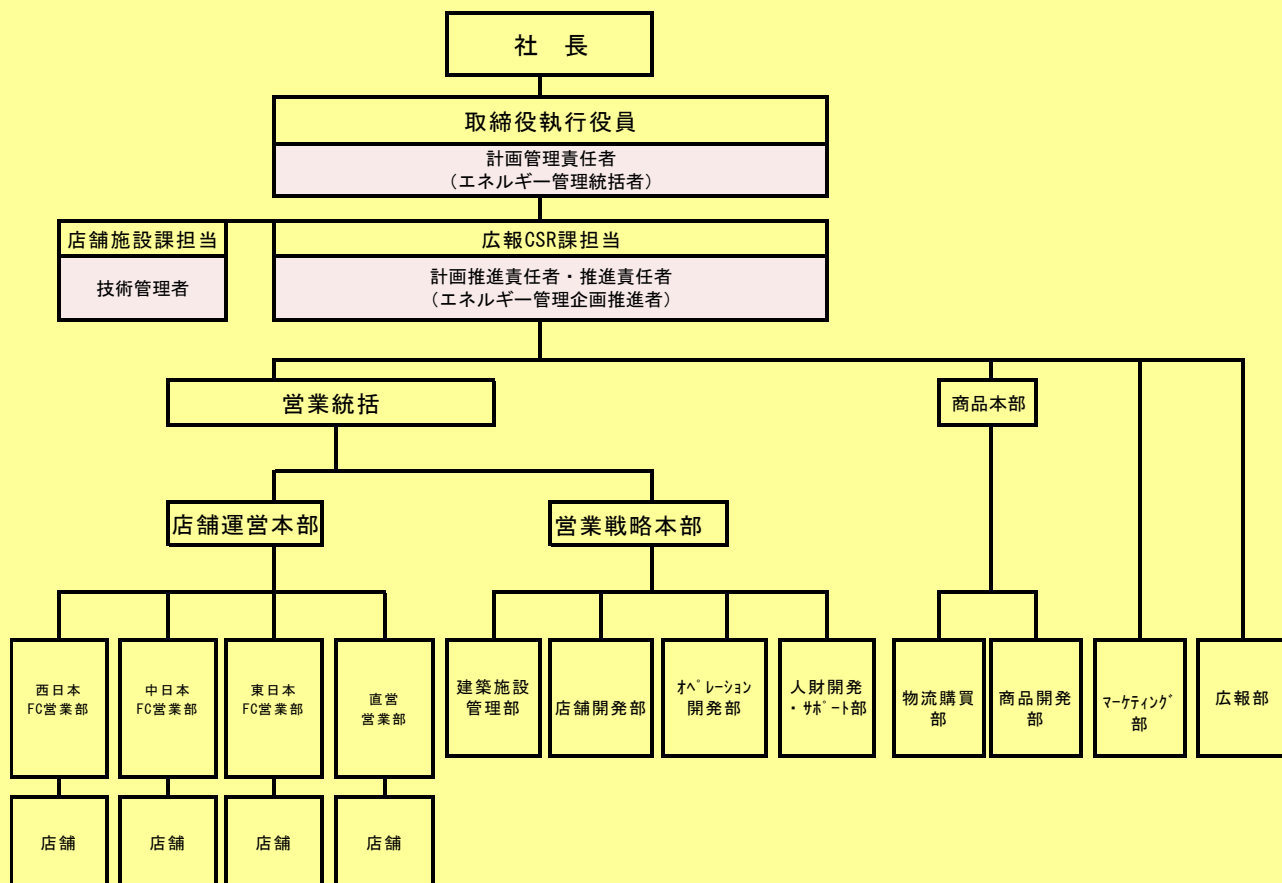 社　長
取締役執行役員
計画管理責任者
（エネルギー管理統括者）
店舗施設課担当
広報CSR課担当
技術管理者
計画推進責任者・推進責任者
（エネルギー管理企画推進者）
営業統括
商品本部
店舗運営本部
営業戦略本部
西日本
FC営業部
中日本
FC営業部
東日本
FC営業部
直営
営業部
建築施設
管理部
店舗開発部
ｵﾍﾟﾚｰｼｮﾝ
開発部
人財開発
・ｻﾎﾟｰﾄ部
物流購買
部
商品開発
部
ﾏｰｹﾃｨﾝｸﾞ
部
広報部
店舗
店舗
店舗
店舗